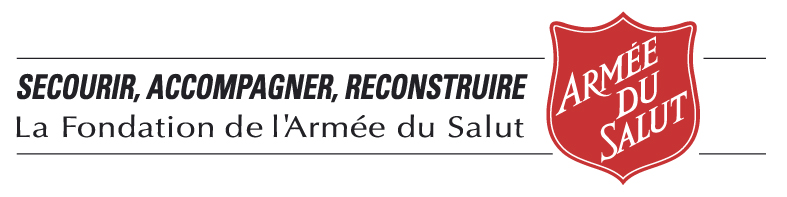 SECOURIR, ACCOMPAGNER, RECONSTRUIRE
La Fondation de l'Armée du Salut
ARMÉE
DU
SALUT